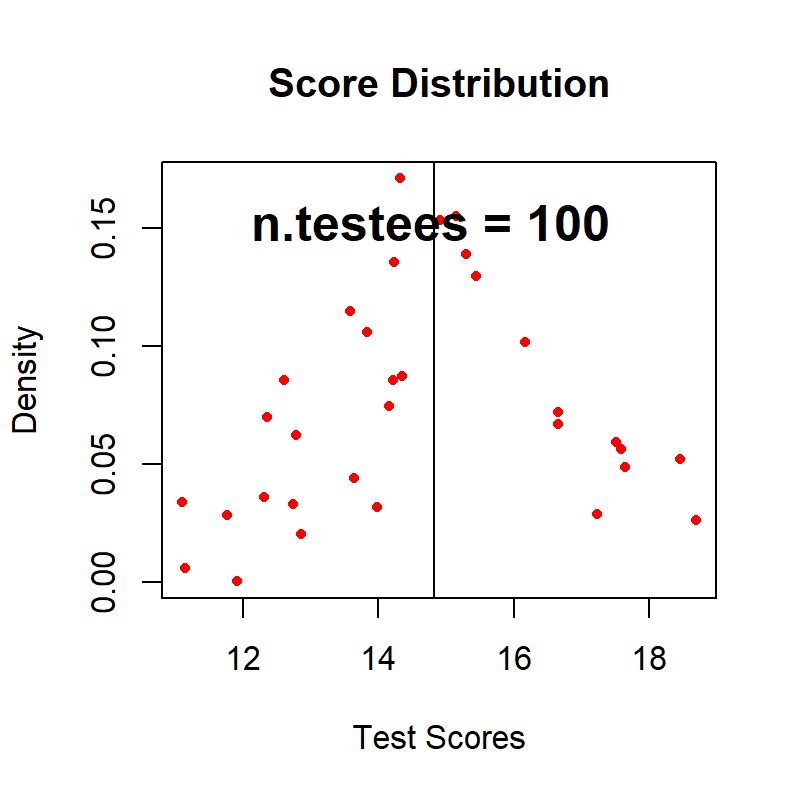 Score Distribution
n.testees = 100
Density
0.15
0.10
0.05
0.00
12 14 16 18
Test Scores